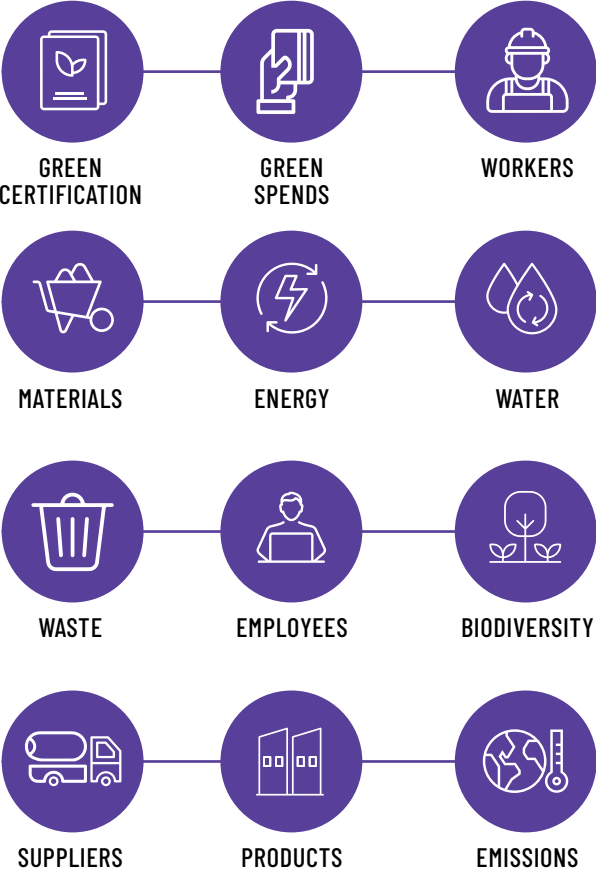 GREEN
CERTIFICATION
GREEN
SPENDS
WORKERS
MATERIALS
ENERGY
WATER
WASTE
EMPLOYEES
BIODIVERSITY
SUPPLIERS
PRODUCTS
EMISSIONS